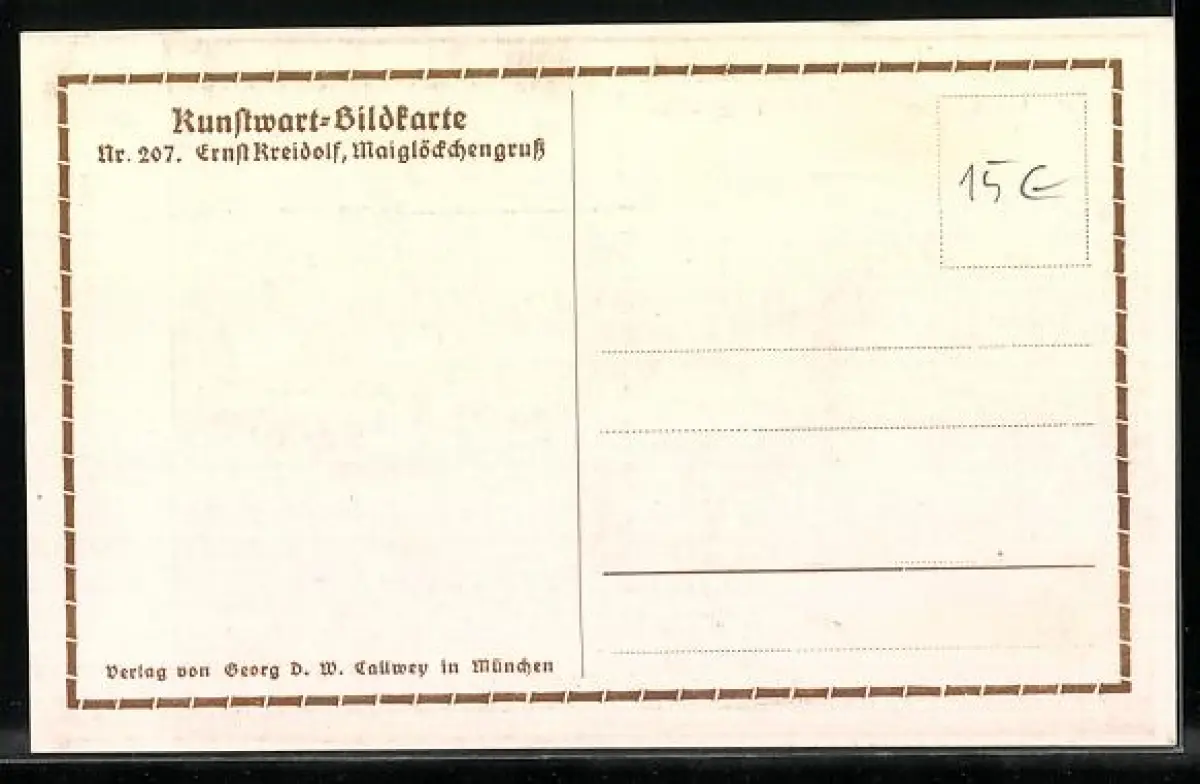 Kunstwart-Bildkarte
Nr. 207. Ernst Kreidolf, Maiglöckchengruß
15 €
Verlag von Georg D. W. Callwey in München